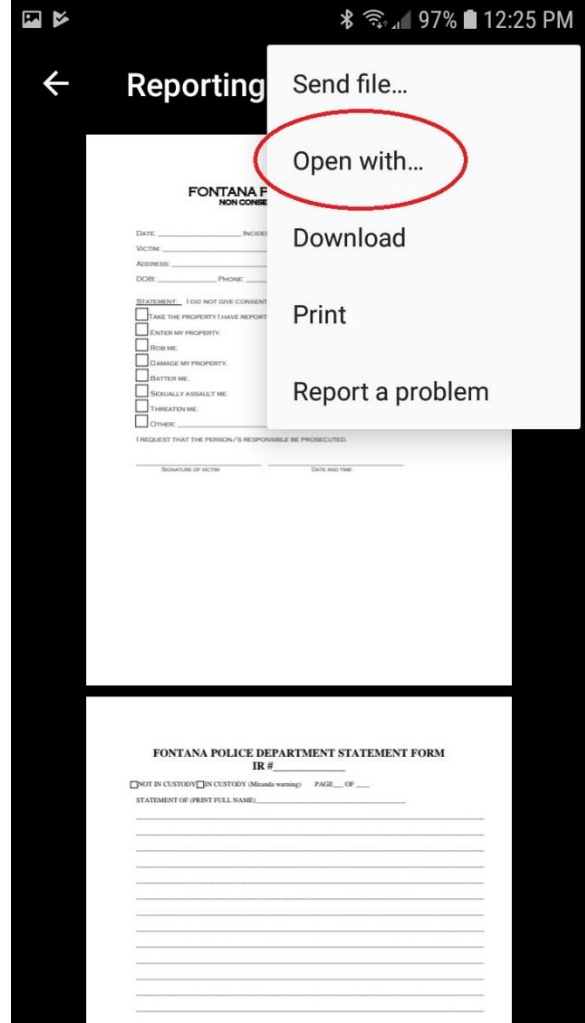 97% 12:25 PM
Reporting
Send file...
Open with...
Download
Print
Report a problem
FONTANA P
NON CONSE
DATE: INCIDE
VICTIM:
ADDRESS:
DOB: PHONE:
STATEMENT: I DID NOT GIVE CONSENT
TAKE THE PROPERTY I HAVE REPORT
ENTER MY PROPERTY.
ROB ME.
DAMAGE MY PROPERTY.
BATTER ME.
SEXUALLY ASSAULT ME.
THREATEN ME.
OTHER:
I REQUEST THAT THE PERSON/S RESPONSIBLE BE PROSECUTED.
SIGNATURE OF VICTIM DATE AND TIME
FONTANA POLICE DEPARTMENT STATEMENT FORM
IR #
NOT IN CUSTODY IN CUSTODY (Miranda warning) PAGE OF
STATEMENT OF (PRINT FULL NAME)